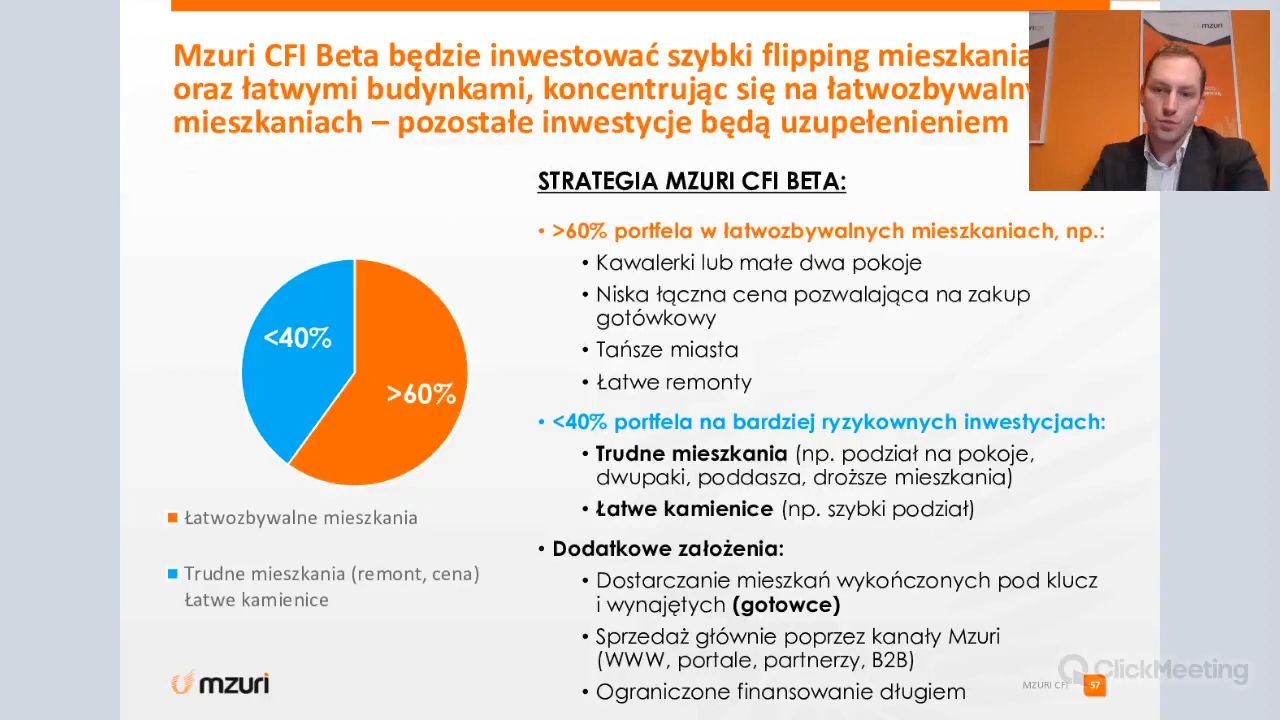 Mzuri CFI Beta będzie inwestować szybki flipping mieszkania
oraz łatwymi budynkami, koncentrując się na łatwozbywaln
mieszkaniach – pozostałe inwestycje będą uzupełenieniem
mzuri
STRATEGIA MZURI CFI BETA:
• >60% portfela w łatwozbywalnych mieszkaniach, np.:
• Kawalerki lub małe dwa pokoje
• Niska łączna cena pozwalająca na zakup
gotówkowy
• Tańsze miasta
• Łatwe remonty
• <40% portfela na bardziej ryzykownych inwestycjach:
• Trudne mieszkania (np. podział na pokoje,
dwupaki, poddasza, droższe mieszkania)
• Łatwe kamienice (np. szybki podział)
• Dodatkowe założenia:
• Dostarczanie mieszkań wykończonych pod klucz
i wynajętych (gotowce)
• Sprzedaż głównie poprzez kanały Mzuri
(WWW, portale, partnerzy, B2B)
• Ograniczone finansowanie długiem
<40%
>60%
Łatwozbywalne mieszkania
Trudne mieszkania (remont, cena)
Łatwe kamienice
mzuri
MZURI CFI
57
ClickMeeting